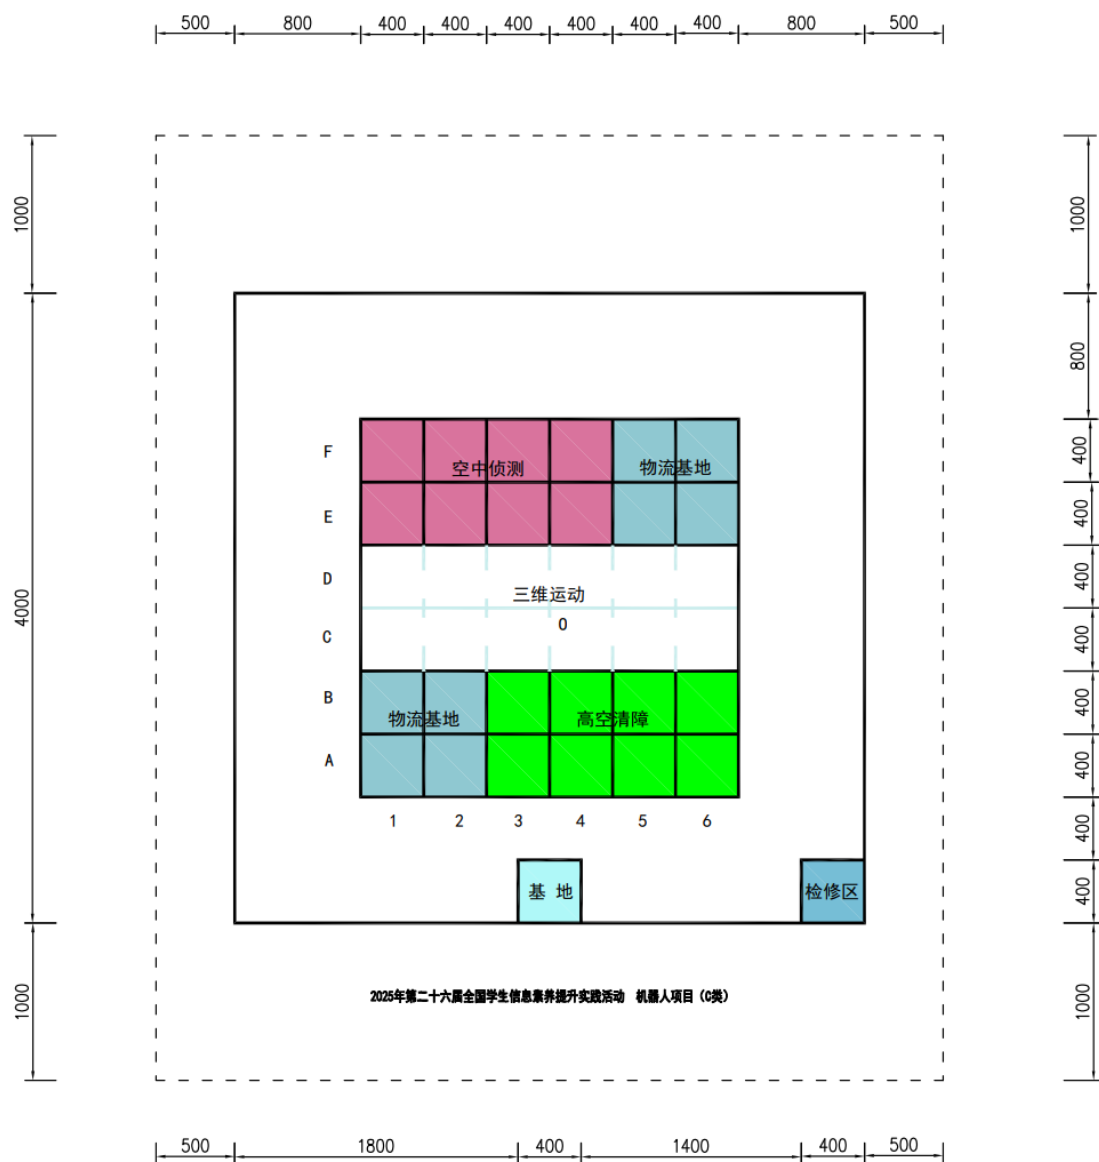 500 800 400 400 400 400 400 400 800 500
1000 1000
800
F 空中侦测 物流基地 400
E 400
D 三维运动 400
4000
0
C 400
B 物流基地 高空清障 400
A 400
1 2 3 4 5 6 400
基 地 检修区 400
1000 2025年第二十六届全国学生信息素养提升实践活动 机器人项目（C类） 1000
500 1800 400 1400 400 500